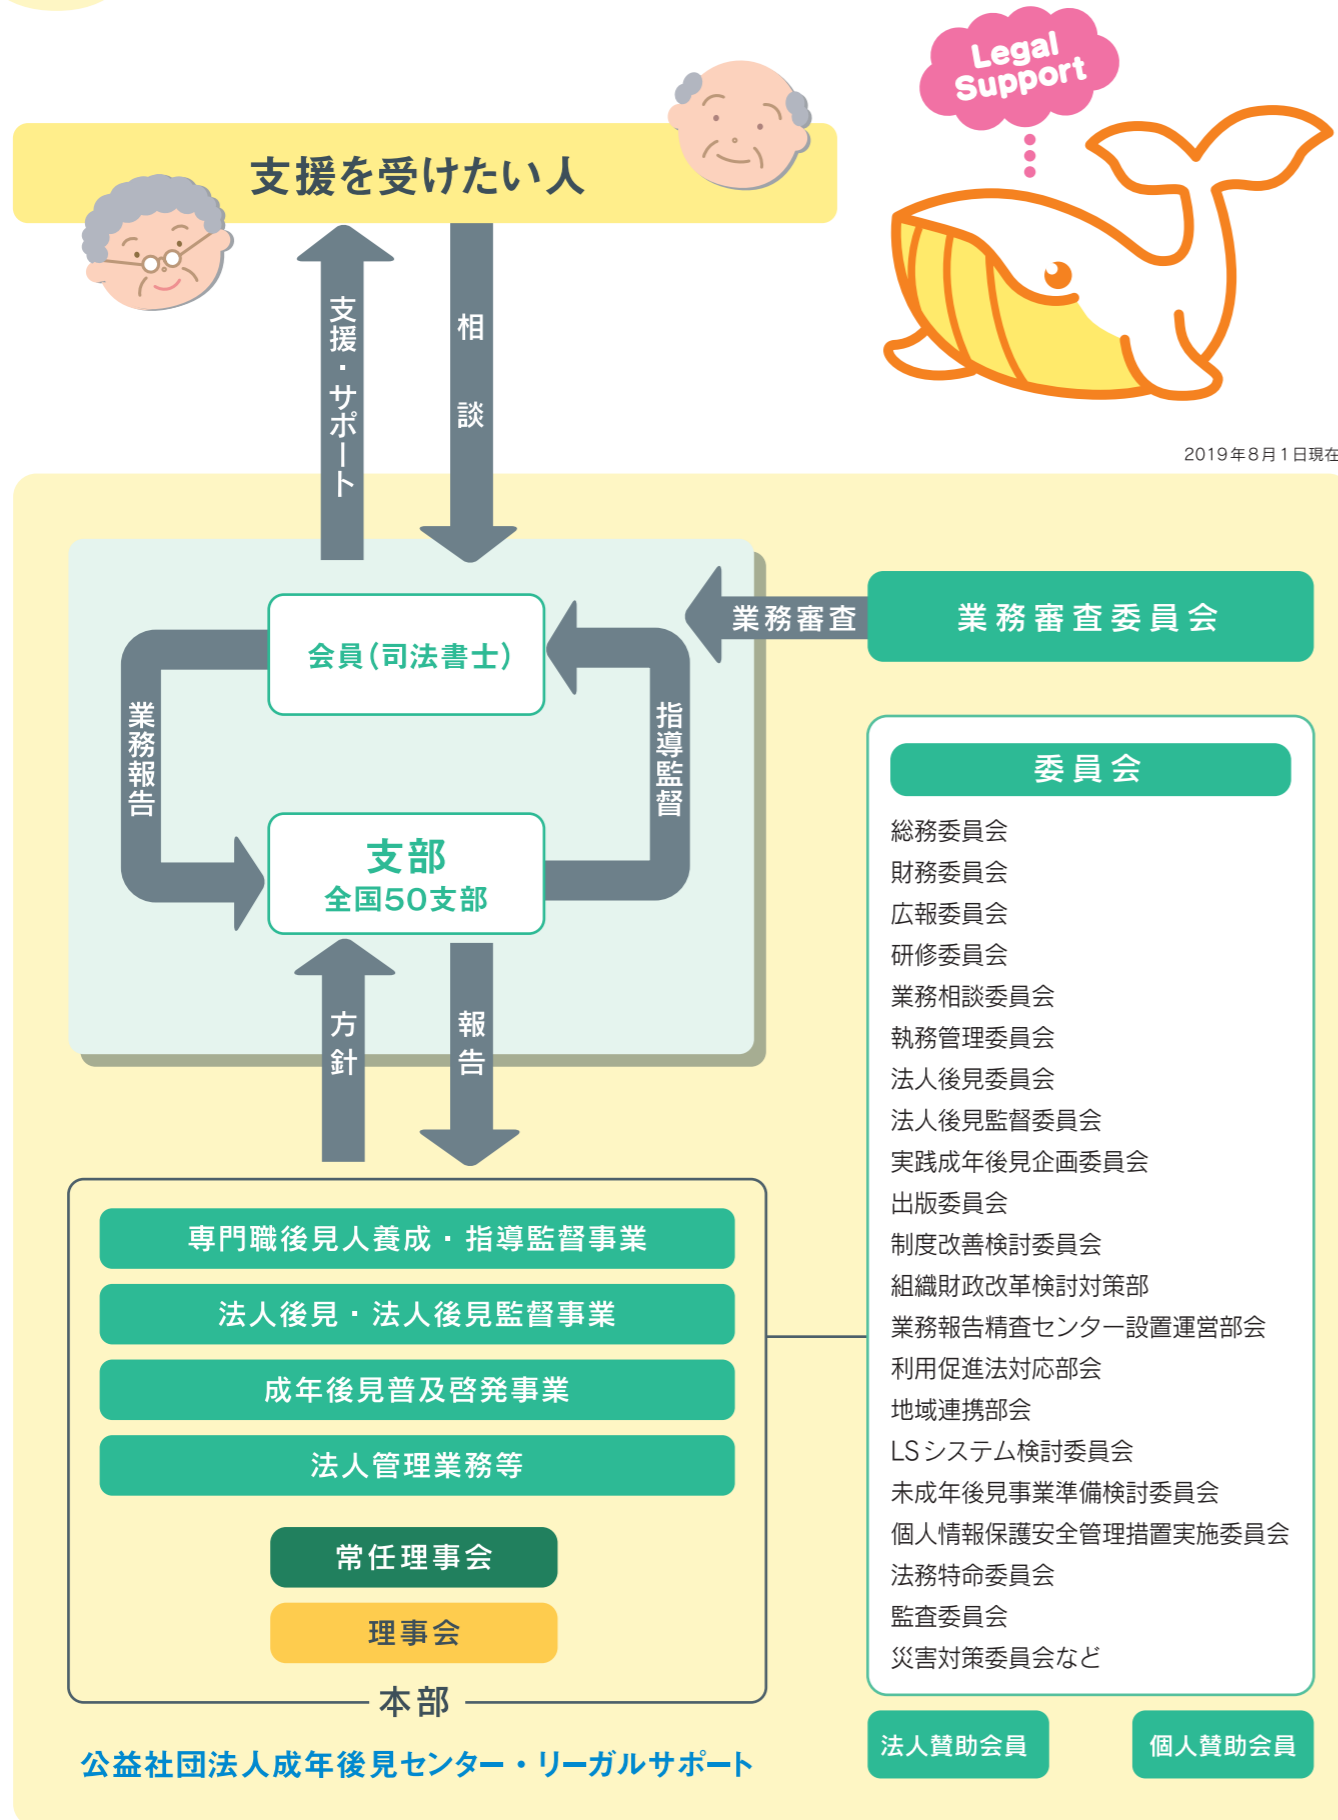 Legal
Support
支援を受けたい人
支援・サポート
相談
2019年8月1日現在
会員(司法書士)
業務審査
業務審査委員会
業務報告
指導監督
支部
全国50支部
方針
報告
委員会
総務委員会
財務委員会
広報委員会
研修委員会
業務相談委員会
執務管理委員会
法人後見委員会
法人後見監督委員会
実践成年後見企画委員会
出版委員会
制度改善検討委員会
組織財政改革検討対策部
業務報告精査センター設置運営部会
利用促進法対応部会
地域連携部会
LSシステム検討委員会
未成年後見事業準備検討委員会
個人情報保護安全管理措置実施委員会
法務特命委員会
監査委員会
災害対策委員会など
専門職後見人養成・指導監督事業
法人後見・法人後見監督事業
成年後見普及啓発事業
法人管理業務等
常任理事会
理事会
本部
公益社団法人成年後見センター・リーガルサポート
法人賛助会員
個人賛助会員